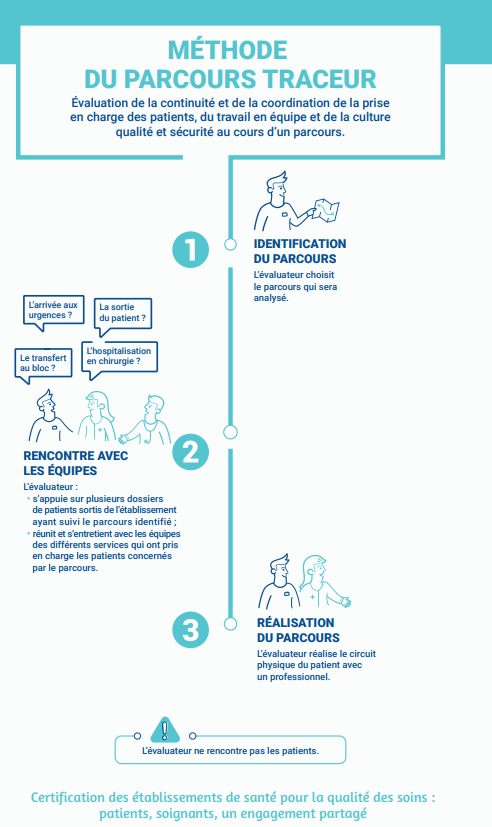 MÉTHODE
DU PARCOURS TRACEUR
Évaluation de la continuité et de la coordination de la prise
en charge des patients, du travail en équipe et de la culture
qualité et sécurité au cours d'un parcours.
1
IDENTIFICATION
DU PARCOURS
L'évaluateur choisit
le parcours qui sera
analysé.
L'arrivée aux
urgences ?
La sortie
du patient ?
Le transfert
au bloc ?
L'hospitalisation
en chirurgie ?
2
RENCONTRE AVEC
LES ÉQUIPES
L'évaluateur :
• s'appuie sur plusieurs dossiers
de patients sortis de l'établissement
ayant suivi le parcours identifié ;
• réunit et s'entretient avec les équipes
des différents services qui ont pris
en charge les patients concernés
par le parcours.
3
RÉALISATION
DU PARCOURS
L'évaluateur réalise le circuit
physique du patient avec
un professionnel.
!
L'évaluateur ne rencontre pas les patients.
Certification des établissements de santé pour la qualité des soins :
patients, soignants, un engagement partagé